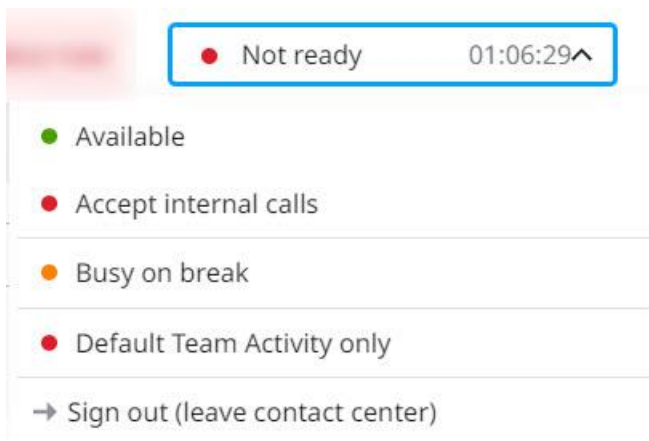 Not ready 01:06:29
Available
Accept internal calls
Busy on break
Default Team Activity only
Sign out (leave contact center)